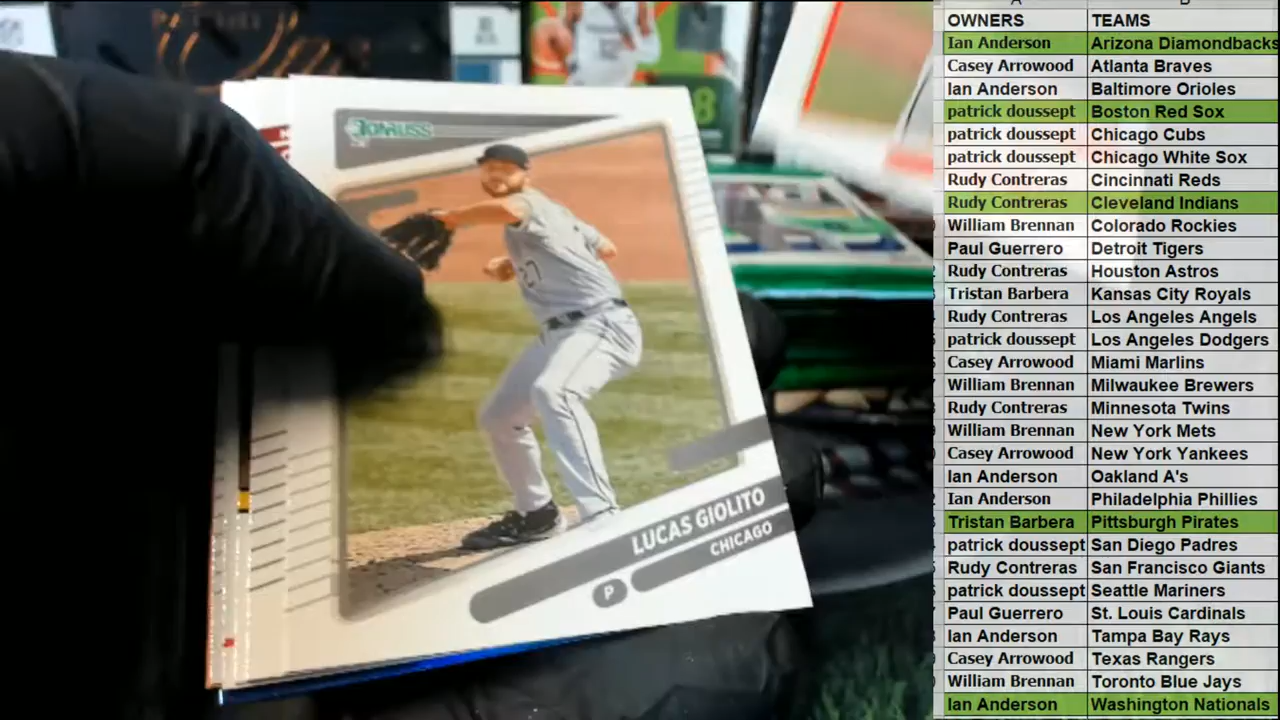 DONRUSS
27
LUCAS GIOLITO
CHICAGO
P
8
OWNERS TEAMS
Ian Anderson Arizona Diamondbacks
Casey Arrowood Atlanta Braves
Ian Anderson Baltimore Orioles
patrick doussept Boston Red Sox
patrick doussept Chicago Cubs
patrick doussept Chicago White Sox
Rudy Contreras Cincinnati Reds
Rudy Contreras Cleveland Indians
William Brennan Colorado Rockies
Paul Guerrero Detroit Tigers
Rudy Contreras Houston Astros
Tristan Barbera Kansas City Royals
Rudy Contreras Los Angeles Angels
patrick doussept Los Angeles Dodgers
Casey Arrowood Miami Marlins
William Brennan Milwaukee Brewers
Rudy Contreras Minnesota Twins
William Brennan New York Mets
Casey Arrowood New York Yankees
Ian Anderson Oakland A's
Ian Anderson Philadelphia Phillies
Tristan Barbera Pittsburgh Pirates
patrick doussept San Diego Padres
Rudy Contreras San Francisco Giants
patrick doussept Seattle Mariners
Paul Guerrero St. Louis Cardinals
Ian Anderson Tampa Bay Rays
Casey Arrowood Texas Rangers
William Brennan Toronto Blue Jays
Ian Anderson Washington Nationals